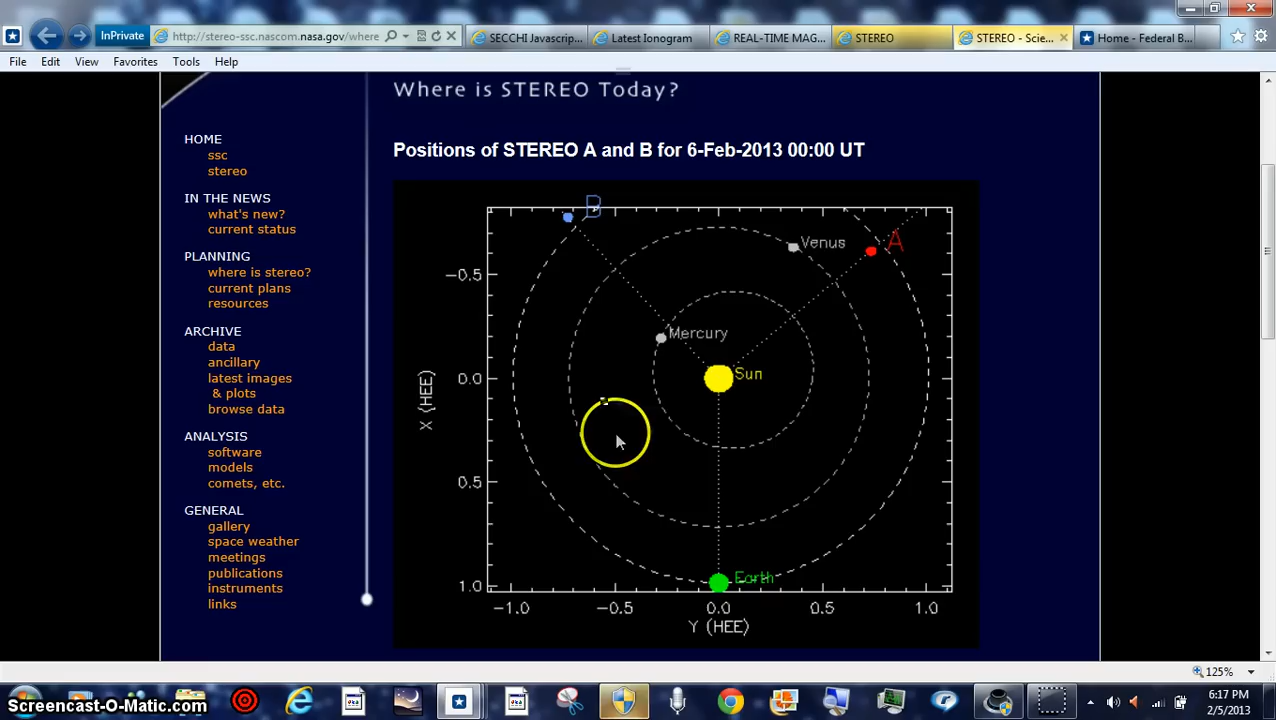 InPrivate
http://stereo-ssc.nascom.nasa.gov/where
SECCHI Javascrip...
Latest Ionogram
REAL-TIME MAG...
STEREO
STEREO - Scie...
Home - Federal B...
File Edit View Favorites Tools Help
Where is STEREO Today?
Positions of STEREO A and B for 6-Feb-2013 00:00 UT
HOME
ssc
stereo
IN THE NEWS
what's new?
current status
PLANNING
where is stereo?
current plans
resources
ARCHIVE
data
ancillary
latest images
& plots
browse data
ANALYSIS
software
models
comets, etc.
GENERAL
gallery
space weather
meetings
publications
instruments
links
B
Venus
A
Mercury
Sun
Earth
X (HEE)
-0.5
0.0
0.5
1.0
-1.0 -0.5 0.0 0.5 1.0
Y (HEE)
125%
Screencast-O-Matic.com
6:17 PM
2/5/2013